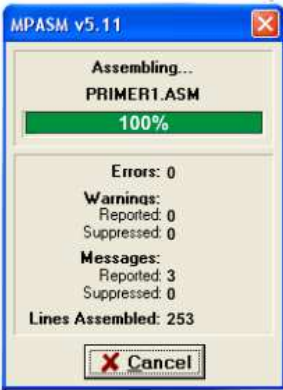 MPASM v5.11
Assembling...
PRIMER1.ASM
100%
Errors: 0
Warnings:
Reported: 0
Suppressed: 0
Messages:
Reported: 3
Suppressed: 0
Lines Assembled: 253
Cancel